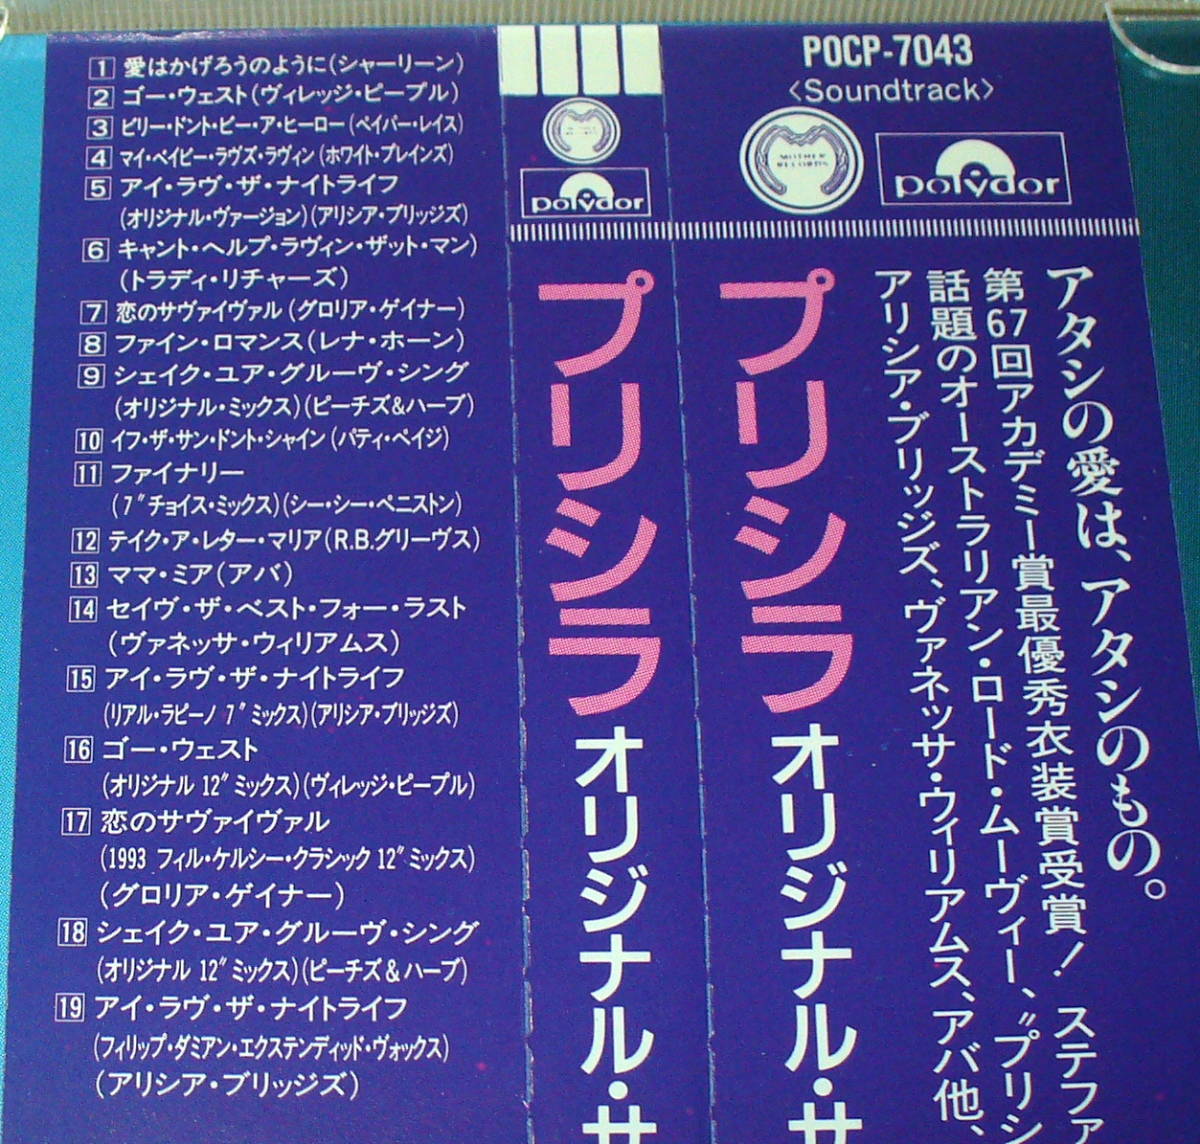 1 愛はかげろうのように(シャーリーン)
2 ゴー・ウェスト(ヴィレッジ・ピープル)
3 ビリー・ドント・ビー・ア・ヒーロー(ペイパー・レイス)
4 マイ・ベイビー・ラヴズ・ラヴィン(ホワイト・プレインズ)
5 アイ・ラヴ・ザ・ナイトライフ
(オリジナル・ヴァージョン)(アリシア・ブリッジズ)
6 キャント・ヘルプ・ラヴィン・ザット・マン)
(トラディ・リチャーズ)
7 恋のサヴァイヴァル(グロリア・ゲイナー)
8 ファイン・ロマンス(レナ・ホーン)
9 シェイク・ユア・グルーヴ・シング
(オリジナル・ミックス)(ピーチズ&ハーブ)
10 イフ・ザ・サン・ドント・シャイン(パティ・ペイジ)
11 ファイナリー
(7″チョイス・ミックス)(シー・シー・ペニストン)
12 テイク・ア・レター・マリア(R.B.グリーヴス)
13 ママ・ミア(アバ)
14 セイヴ・ザ・ベスト・フォー・ラスト
(ヴァネッサ・ウィリアムス)
15 アイ・ラヴ・ザ・ナイトライフ
(リアル・ラピーノ 7″ミックス)(アリシア・ブリッジズ)
16 ゴー・ウェスト
(オリジナル 12″ミックス)(ヴィレッジ・ピープル)
17 恋のサヴァイヴァル
(1993 フィル・ケルシー・クラシック 12″ミックス)
(グロリア・ゲイナー)
18 シェイク・ユア・グルーヴ・シング
(オリジナル 12″ミックス)(ピーチズ&ハーブ)
19 アイ・ラヴ・ザ・ナイトライフ
(フィリップ・ダミアン・エクステンディッド・ヴォックス)
(アリシア・ブリッジズ)
polydor
プリシラ オリジナル・サ
POCP-7043
<Soundtrack>
MOTHER RECORDS
polydor
プリシラ オリジナル・サ
アタシの愛は、アタシのもの。
第67回アカデミー賞最優秀衣装賞受賞! ステファ
話題のオーストラリアン・ロード・ムーヴィー、〝プリシ
アリシア・ブリッジズ、ヴァネッサ・ウィリアムス、アバ他、